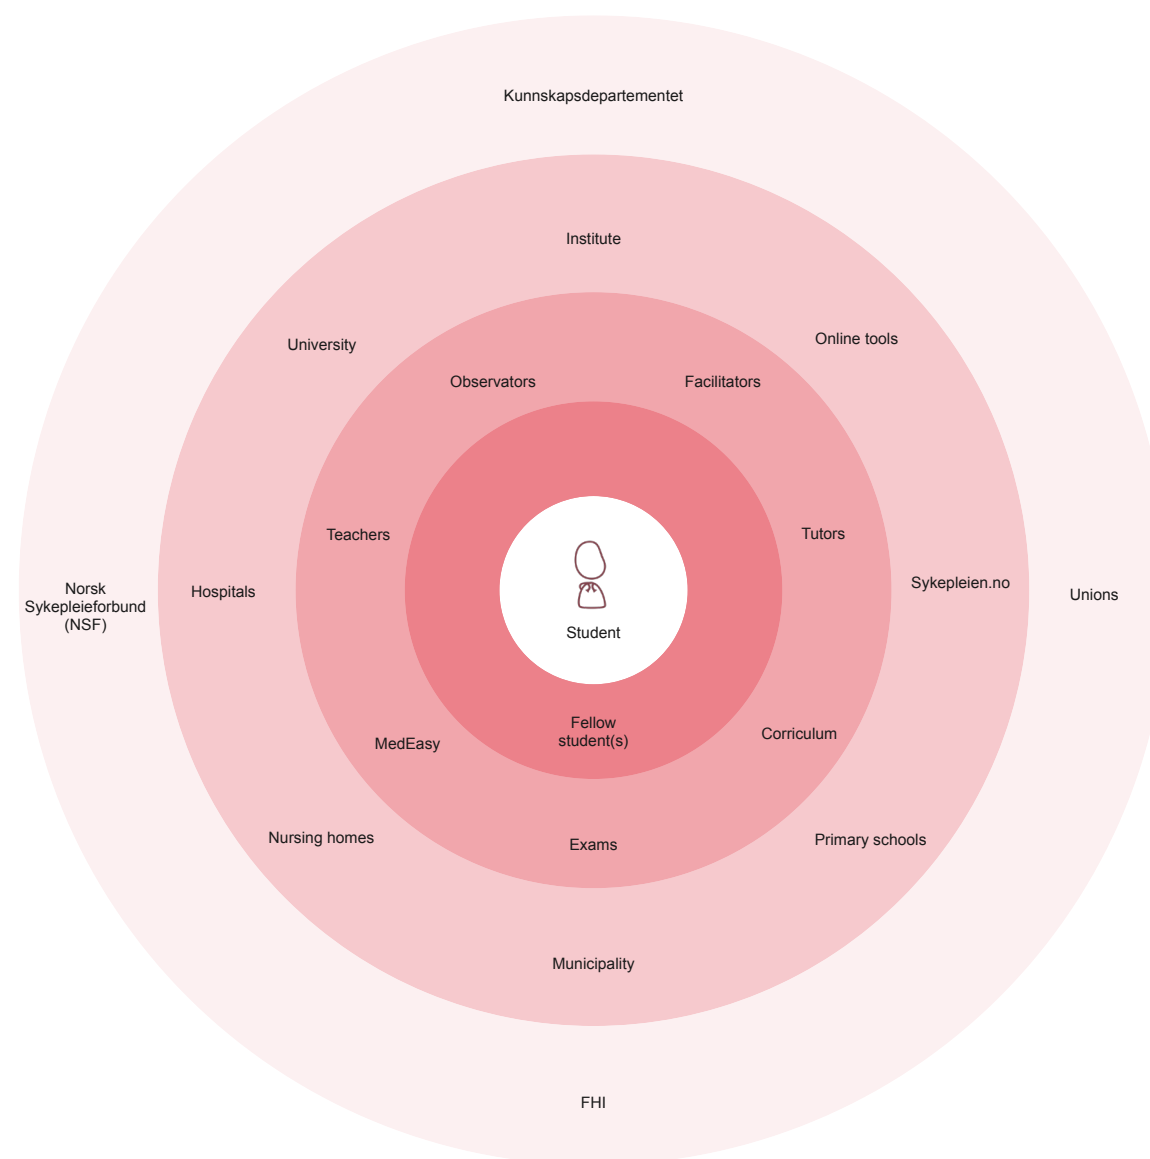 Kunnskapsdepartementet
Institute
University
Online tools
Observators
Facilitators
Teachers
Tutors
Norsk
Sykepleieforbund
(NSF)
Hospitals
Student
Sykepleien.no
Unions
Fellow
student(s)
MedEasy
Corriculum
Nursing homes
Exams
Primary schools
Municipality
FHI